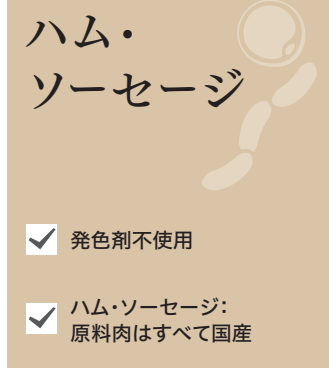 ハム・
ソーセージ
発色剤不使用
ハム・ソーセージ：
原料肉はすべて国産